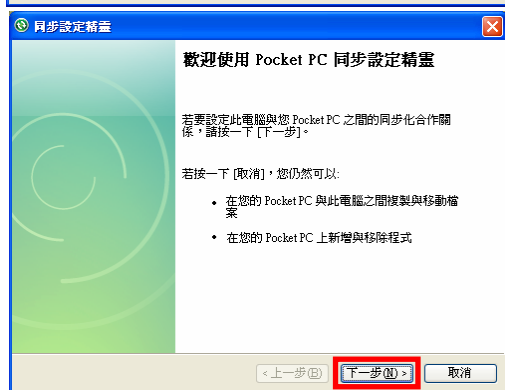 同步設定精靈
歡迎使用 Pocket PC 同步設定精靈
若要設定此電腦與您 Pocket PC 之間的同步化合作關
係，請按一下 [下一步]。
若按一下 [取消]，您仍然可以:
• 在您的 Pocket PC 與此電腦之間複製與移動檔
案
• 在您的 Pocket PC 上新增與移除程式
<上一步(B) 下一步(N) > 取消